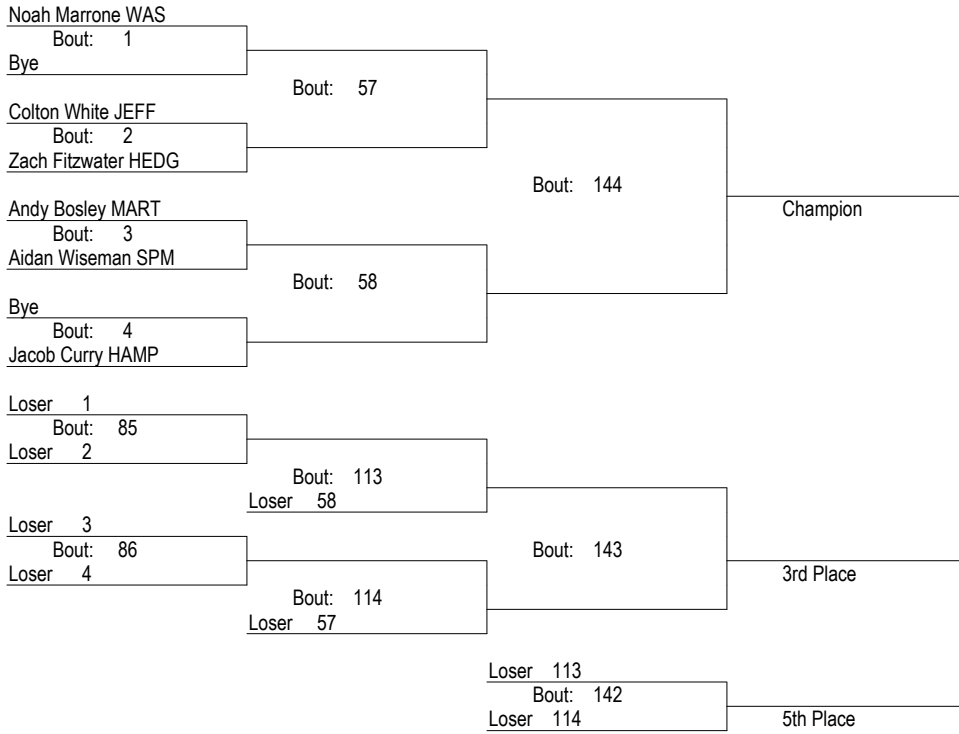 Noah Marrone WAS
Bout: 1
Bye
Bout: 57
Colton White JEFF
Bout: 2
Zach Fitzwater HEDG
Bout: 144
Champion
Andy Bosley MART
Bout: 3
Aidan Wiseman SPM
Bout: 58
Bye
Bout: 4
Jacob Curry HAMP
Loser 1
Bout: 85
Loser 2
Bout: 113
Loser 58
Loser 3
Bout: 86
Loser 4
Bout: 143
3rd Place
Bout: 114
Loser 57
Loser 113
Bout: 142
Loser 114
5th Place